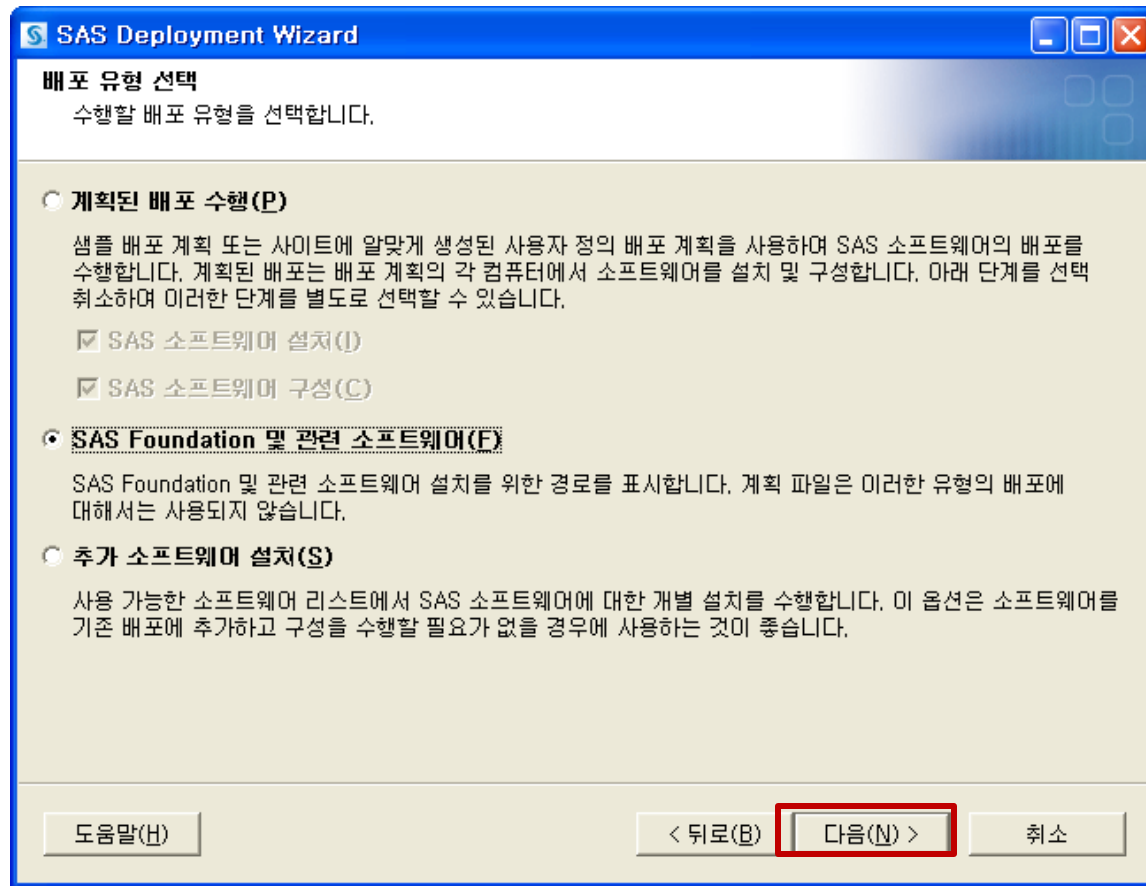 SAS Deployment Wizard
배포 유형 선택
수행할 배포 유형을 선택합니다.
계획된 배포 수행(P)
샘플 배포 계획 또는 사이트에 알맞게 생성된 사용자 정의 배포 계획을 사용하여 SAS 소프트웨어의 배포를
수행합니다. 계획된 배포는 배포 계획의 각 컴퓨터에서 소프트웨어를 설치 및 구성합니다. 아래 단계를 선택
취소하여 이러한 단계를 별도로 선택할 수 있습니다.
SAS 소프트웨어 설치(I)
SAS 소프트웨어 구성(C)
SAS Foundation 및 관련 소프트웨어(F)
SAS Foundation 및 관련 소프트웨어 설치를 위한 경로를 표시합니다. 계획 파일은 이러한 유형의 배포에
대해서는 사용되지 않습니다.
추가 소프트웨어 설치(S)
사용 가능한 소프트웨어 리스트에서 SAS 소프트웨어에 대한 개별 설치를 수행합니다. 이 옵션은 소프트웨어를
기존 배포에 추가하고 구성을 수행할 필요가 없을 경우에 사용하는 것이 좋습니다.
도움말(H) < 뒤로(B) 다음(N) > 취소